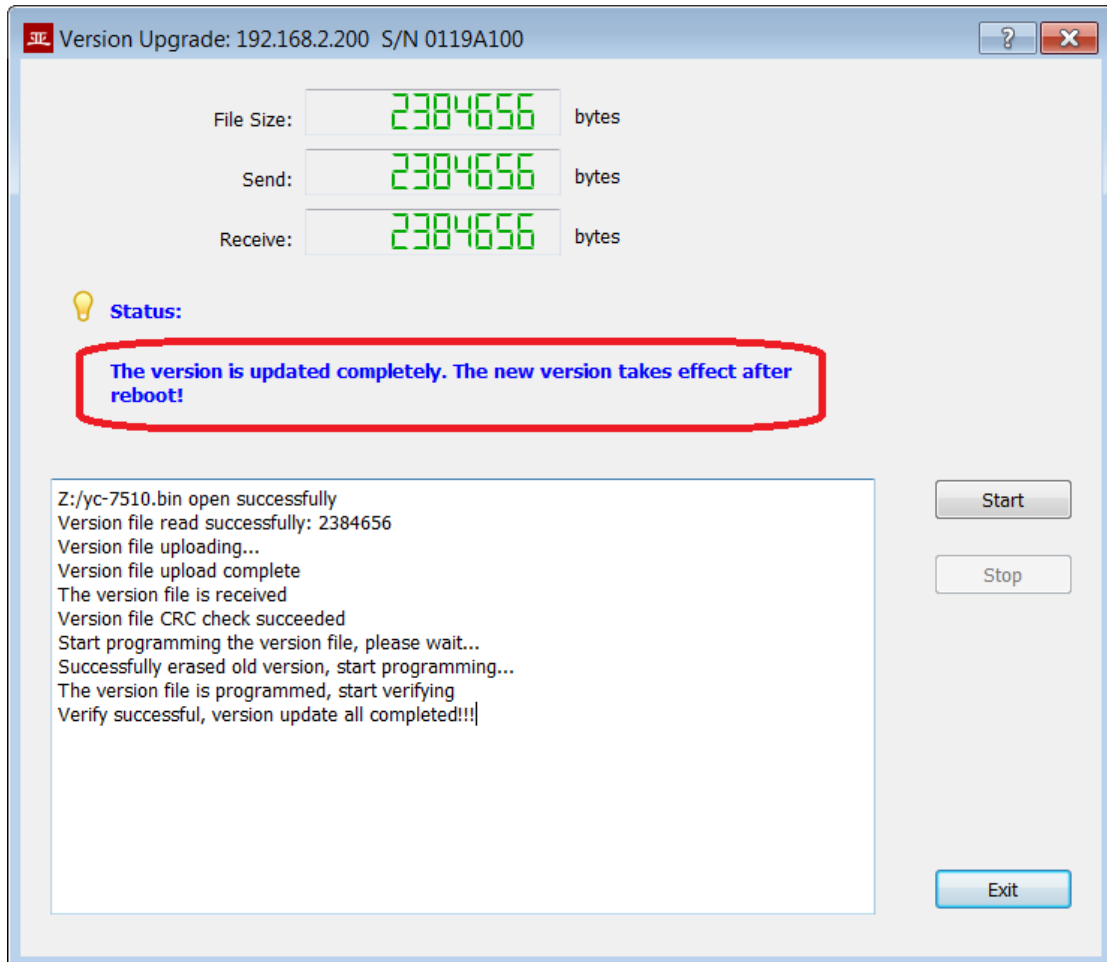 亚 Version Upgrade: 192.168.2.200 S/N 0119A100
?
File Size: 2384656 bytes
Send: 2384656 bytes
Receive: 2384656 bytes
Status:
The version is updated completely. The new version takes effect after
reboot!
Z:/yc-7510.bin open successfully
Version file read successfully: 2384656
Version file uploading...
Version file upload complete
The version file is received
Version file CRC check succeeded
Start programming the version file, please wait...
Successfully erased old version, start programming...
The version file is programmed, start verifying
Verify successful, version update all completed!!!
Start
Stop
Exit